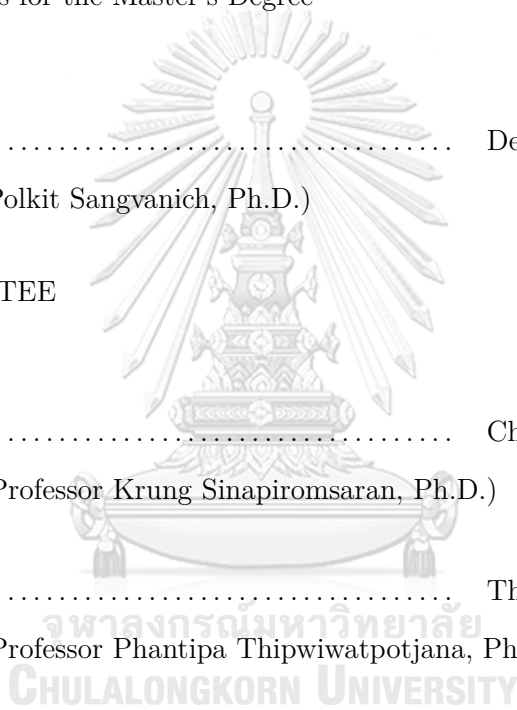 s for the Master's Degree
.................................. De
Polkit Sangvanich, Ph.D.)
TEE
.................................. Ch
Professor Krung Sinapiromsaran, Ph.D.)
.................................. Th
จุฬาลงกรณ์มหาวิทยาลัย
Professor Phantipa Thipwiwatpotjana, Ph
CHULALONGKORN UNIVERSITY